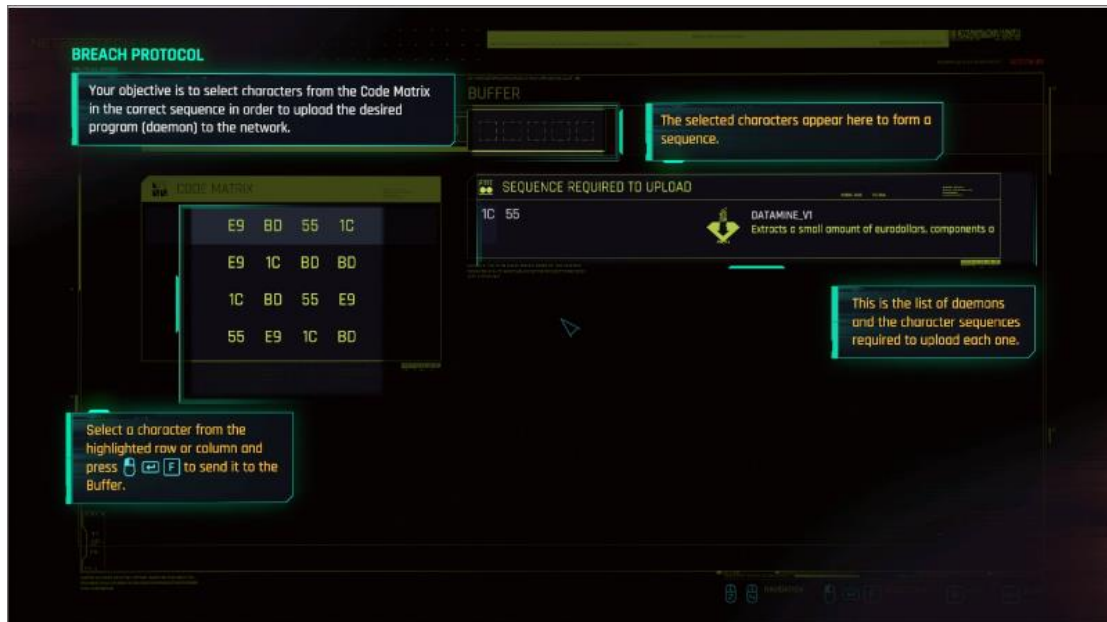 BREACH PROTOCOL
Your objective is to select characters from the Code Matrix
in the correct sequence in order to upload the desired
program (daemon) to the network.
BUFFER
The selected characters appear here to form a
sequence.
CODE MATRIX
E9 BD 55 1C
E9 1C BD BD
1C BD 55 E9
55 E9 1C BD
SEQUENCE REQUIRED TO UPLOAD
1C 55
DATAMINE_V1
Extracts a small amount of eurodollars, components a
This is the list of daemons
and the character sequences
required to upload each one.
Select a character from the
highlighted row or column and
press F to send it to the
Buffer.